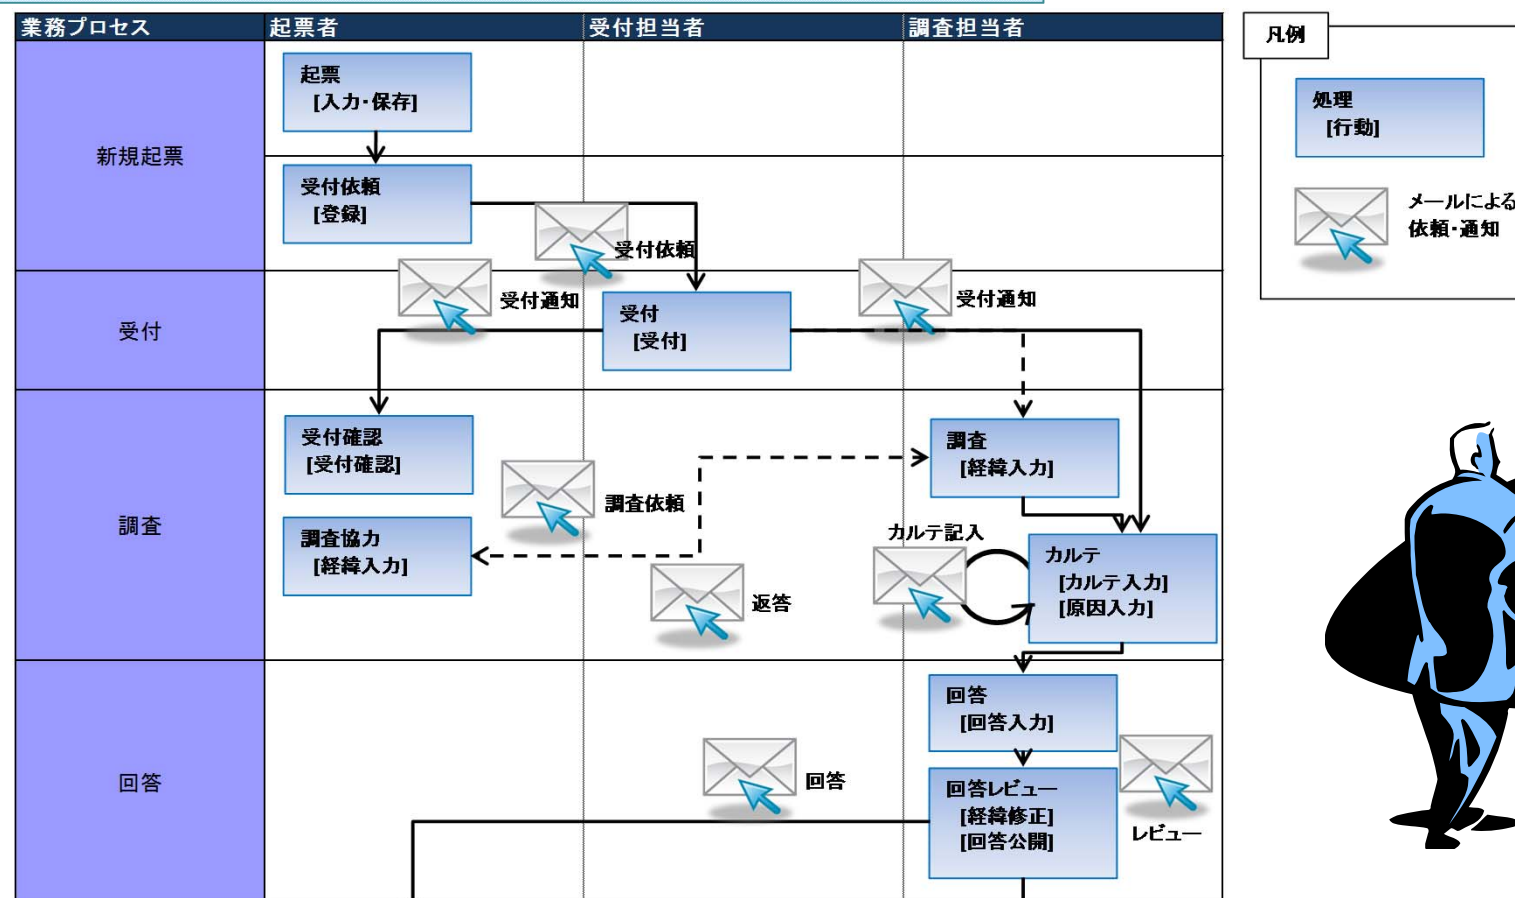 業務プロセス
起票者
受付担当者
調査担当者
凡例
起票
[入力・保存]
処理
[行動]
新規起票
受付依頼
[登録]
受付依頼
メールによる
依頼・通知
受付通知
受付
[受付]
受付通知
受付
受付確認
[受付確認]
調査
[経緯入力]
調査依頼
調査
調査協力
[経緯入力]
カルテ記入
カルテ
[カルテ入力]
[原因入力]
返答
回答
[回答入力]
回答
回答
回答レビュー
[経緯修正]
[回答公開]
レビュー